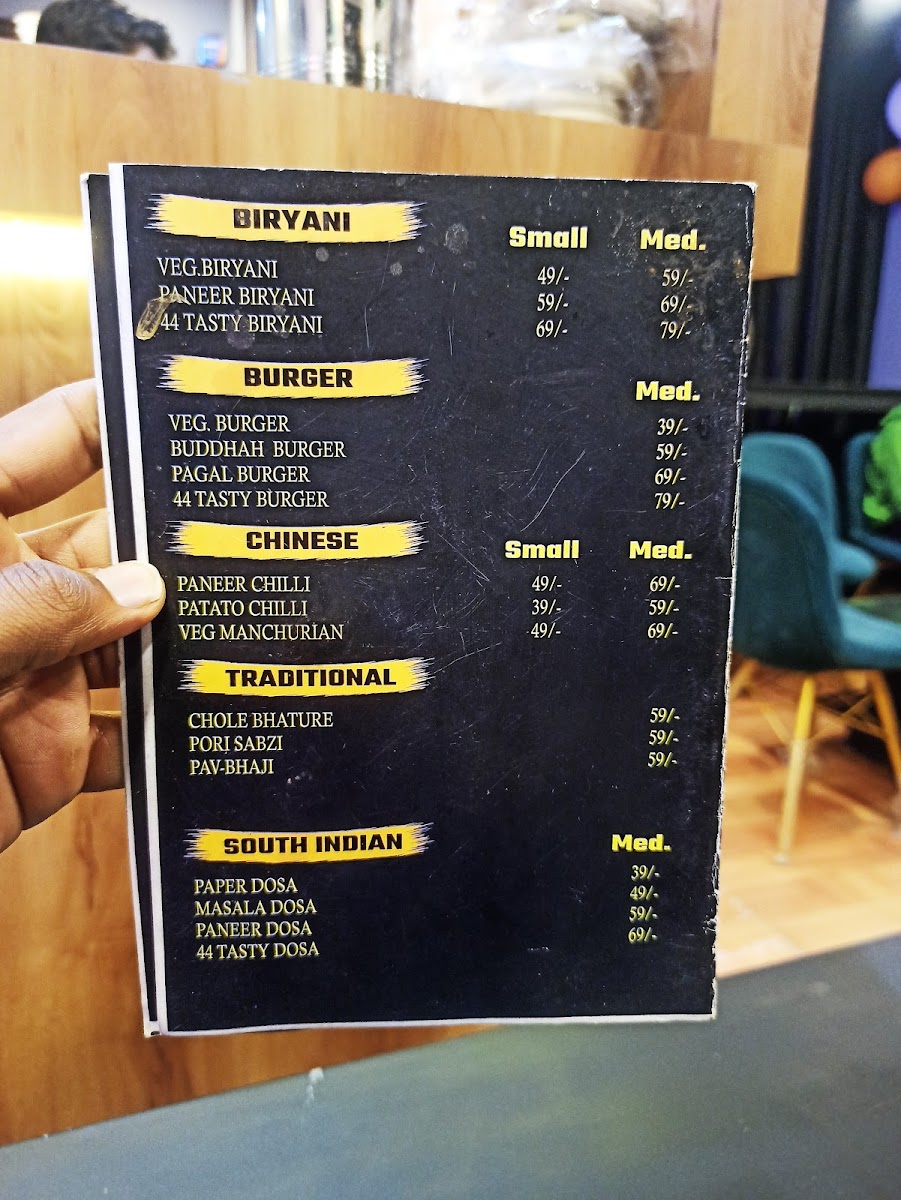 BIRYANI Small Med.
VEG.BIRYANI 49/- 59/-
PANEER BIRYANI 59/- 69/-
44 TASTY BIRYANI 69/- 79/-
BURGER Med.
VEG. BURGER 39/-
BUDDHAH BURGER 59/-
PAGAL BURGER 69/-
44 TASTY BURGER 79/-
CHINESE Small Med.
PANEER CHILLI 49/- 69/-
PATATO CHILLI 39/- 59/-
VEG MANCHURIAN 49/- 69/-
TRADITIONAL
CHOLE BHATURE 59/-
PORI SABZI 59/-
PAV-BHAJI 59/-
SOUTH INDIAN Med.
PAPER DOSA 39/-
MASALA DOSA 49/-
PANEER DOSA 59/-
44 TASTY DOSA 69/-